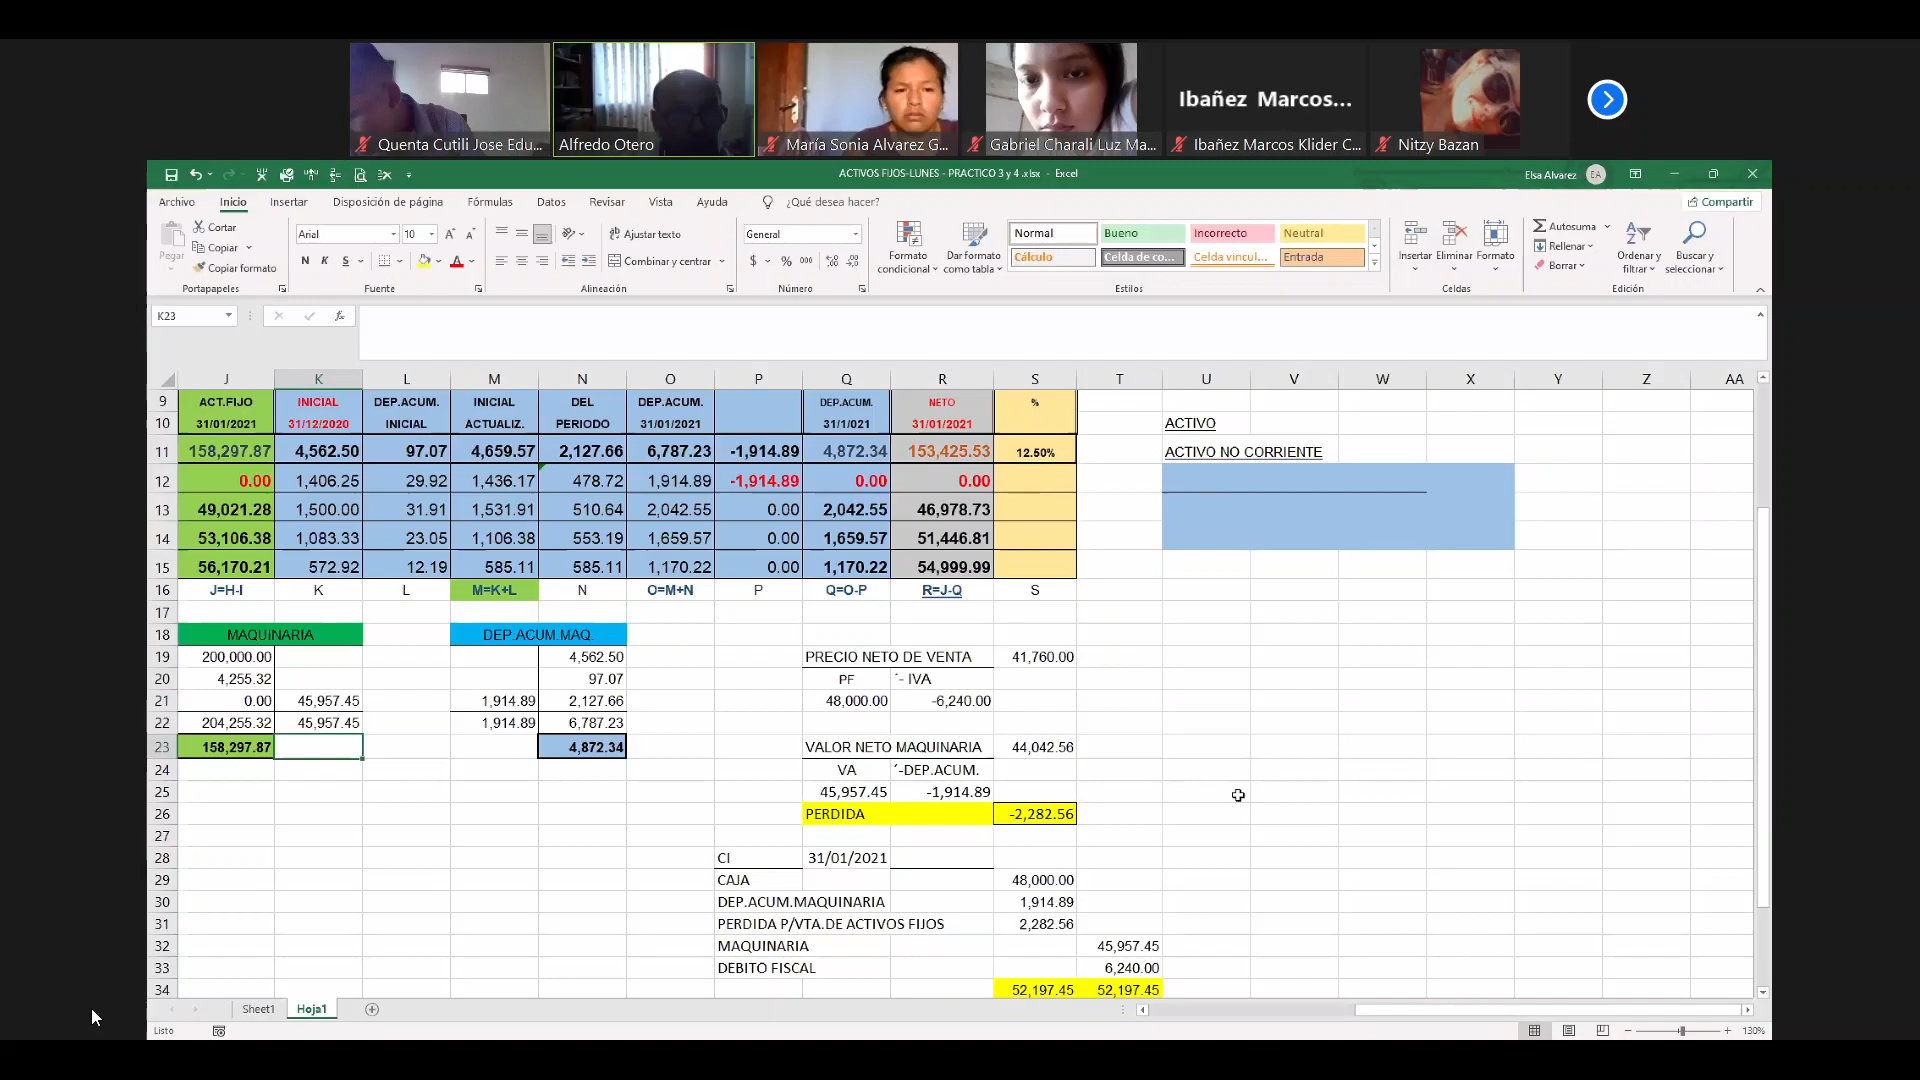 Ibañez Marcos...
Quenta Cutili Jose Edu...
Alfredo Otero
María Sonia Alvarez G...
Gabriel Charali Luz Ma...
Ibañez Marcos Klider C...
Nitzy Bazan
ACTIVOS FIJOS-LUNES - PRACTICO 3 y 4 .xlsx - Excel
Elsa Alvarez EA
Archivo Inicio Insertar Disposición de página Fórmulas Datos Revisar Vista Ayuda ¿Qué desea hacer? Compartir
Pegar
Cortar
Copiar
Copiar formato
Portapapeles
Arial 10
N K S
Fuente
Ajustar texto
Combinar y centrar
Alineación
General
$ % 000
Número
Formato condicional
Dar formato como tabla
Normal Bueno Incorrecto Neutral
Cálculo Celda de co... Celda vincul... Entrada
Estilos
Insertar Eliminar Formato
Celdas
Autosuma
Rellenar
Borrar
Ordenar y filtrar
Buscar y seleccionar
Edición
K23 fx
J K L M N O P Q R S T U V W X Y Z AA
9 ACT.FIJO INICIAL DEP.ACUM. INICIAL DEL DEP.ACUM. DEP.ACUM. NETO %
10 31/01/2021 31/12/2020 INICIAL ACTUALIZ. PERIODO 31/01/2021 31/1/021 31/01/2021 ACTIVO
11 158,297.87 4,562.50 97.07 4,659.57 2,127.66 6,787.23 -1,914.89 4,872.34 153,425.53 12.50% ACTIVO NO CORRIENTE
12 0.00 1,406.25 29.92 1,436.17 478.72 1,914.89 -1,914.89 0.00 0.00
13 49,021.28 1,500.00 31.91 1,531.91 510.64 2,042.55 0.00 2,042.55 46,978.73
14 53,106.38 1,083.33 23.05 1,106.38 553.19 1,659.57 0.00 1,659.57 51,446.81
15 56,170.21 572.92 12.19 585.11 585.11 1,170.22 0.00 1,170.22 54,999.99
16 J=H-I K L M=K+L N O=M+N P Q=O-P R=J-Q S
17
18 MAQUINARIA DEP.ACUM.MAQ.
19 200,000.00 4,562.50 PRECIO NETO DE VENTA 41,760.00
20 4,255.32 97.07 PF ´- IVA
21 0.00 45,957.45 1,914.89 2,127.66 48,000.00 -6,240.00
22 204,255.32 45,957.45 1,914.89 6,787.23
23 158,297.87 4,872.34 VALOR NETO MAQUINARIA 44,042.56
24 VA ´-DEP.ACUM.
25 45,957.45 -1,914.89
26 PERDIDA -2,282.56
27
28 CI 31/01/2021
29 CAJA 48,000.00
30 DEP.ACUM.MAQUINARIA 1,914.89
31 PERDIDA P/VTA.DE ACTIVOS FIJOS 2,282.56
32 MAQUINARIA 45,957.45
33 DEBITO FISCAL 6,240.00
34 52,197.45 52,197.45
Sheet1 Hoja1
Listo 130%